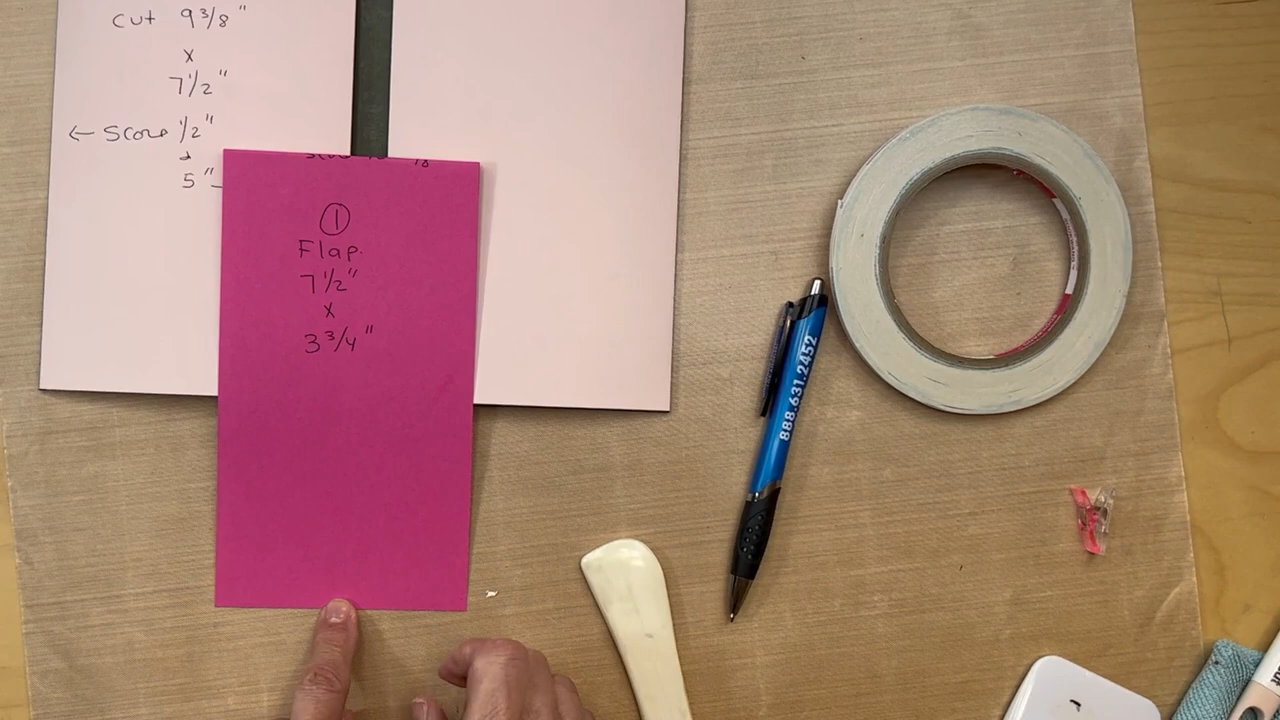 cut 9 3/8"
x
7 1/2"
← Score 1/2"
&
5"
①
Flap.
7 1/2"
x
3 3/4"
888.631.2452